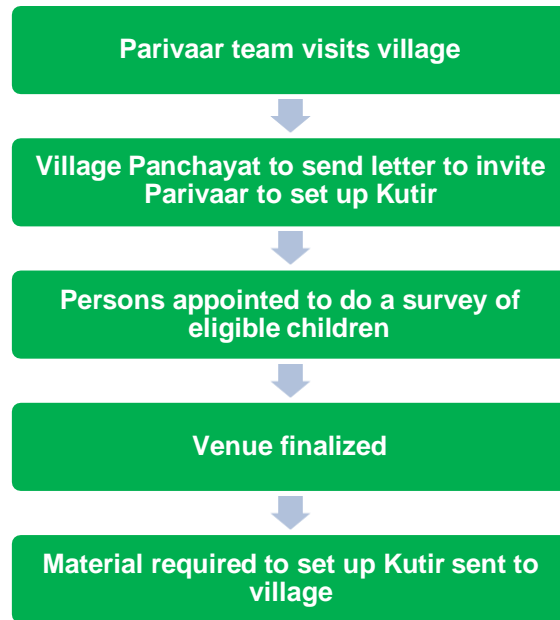 Parivaar team visits village
Village Panchayat to send letter to invite
Parivaar to set up Kutir
Persons appointed to do a survey of
eligible children
Venue finalized
Material required to set up Kutir sent to
village